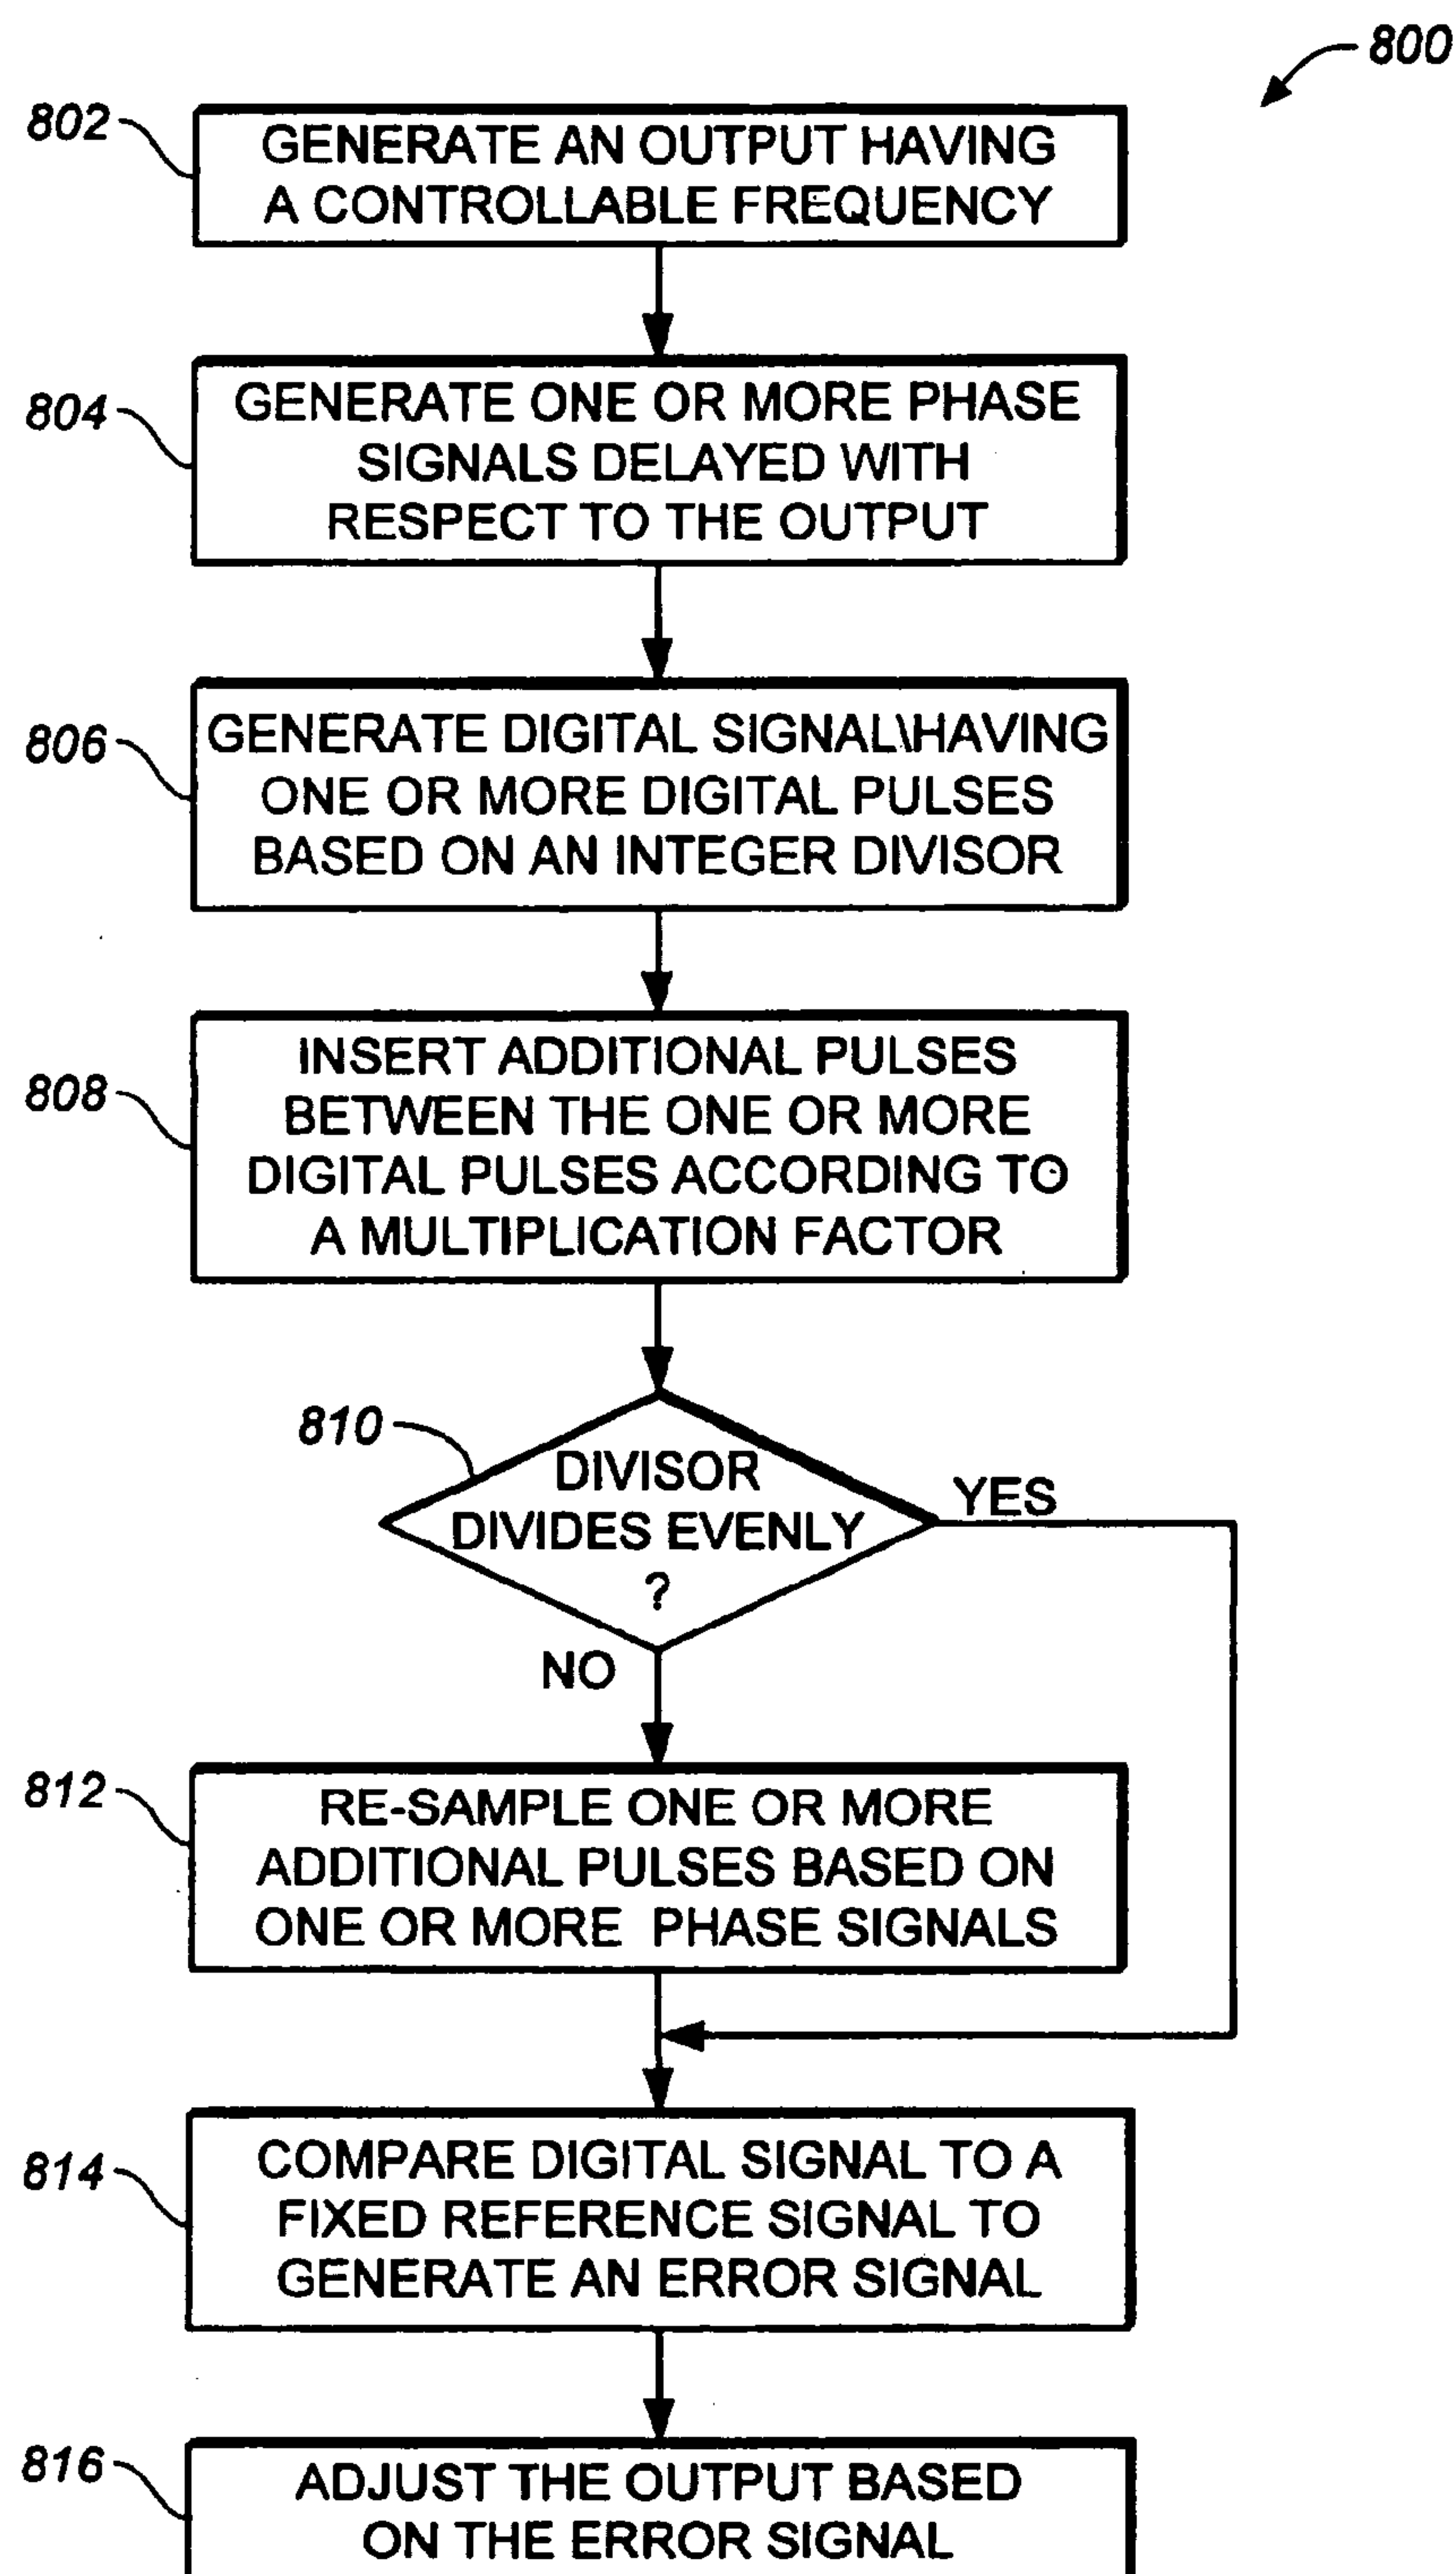 800
802
GENERATE AN OUTPUT HAVING
A CONTROLLABLE FREQUENCY
804
GENERATE ONE OR MORE PHASE
SIGNALS DELAYED WITH
RESPECT TO THE OUTPUT
806
GENERATE DIGITAL SIGNAL\HAVING
ONE OR MORE DIGITAL PULSES
BASED ON AN INTEGER DIVISOR
808
INSERT ADDITIONAL PULSES
BETWEEN THE ONE OR MORE
DIGITAL PULSES ACCORDING TO
A MULTIPLICATION FACTOR
810
DIVISOR
DIVIDES EVENLY
?
YES
NO
812
RE-SAMPLE ONE OR MORE
ADDITIONAL PULSES BASED ON
ONE OR MORE PHASE SIGNALS
814
COMPARE DIGITAL SIGNAL TO A
FIXED REFERENCE SIGNAL TO
GENERATE AN ERROR SIGNAL
816
ADJUST THE OUTPUT BASED
ON THE ERROR SIGNAL